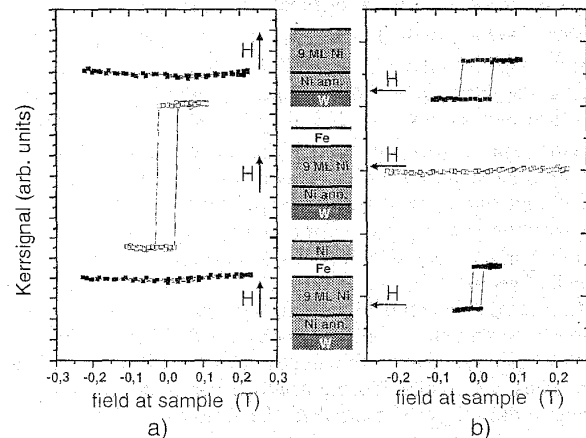 Kerrsignal (arb. units)
H
H
H
-0,3 -0,2 -0,1 0,0 0,1 0,2 0,3
field at sample (T)
a)
9 ML Ni
Ni ann.
W
Fe
9 ML Ni
Ni ann.
W
Ni
Fe
9 ML Ni
Ni ann.
W
H
H
H
-0,2 -0,1 0,0 0,1 0,2
field at sample (T)
b)